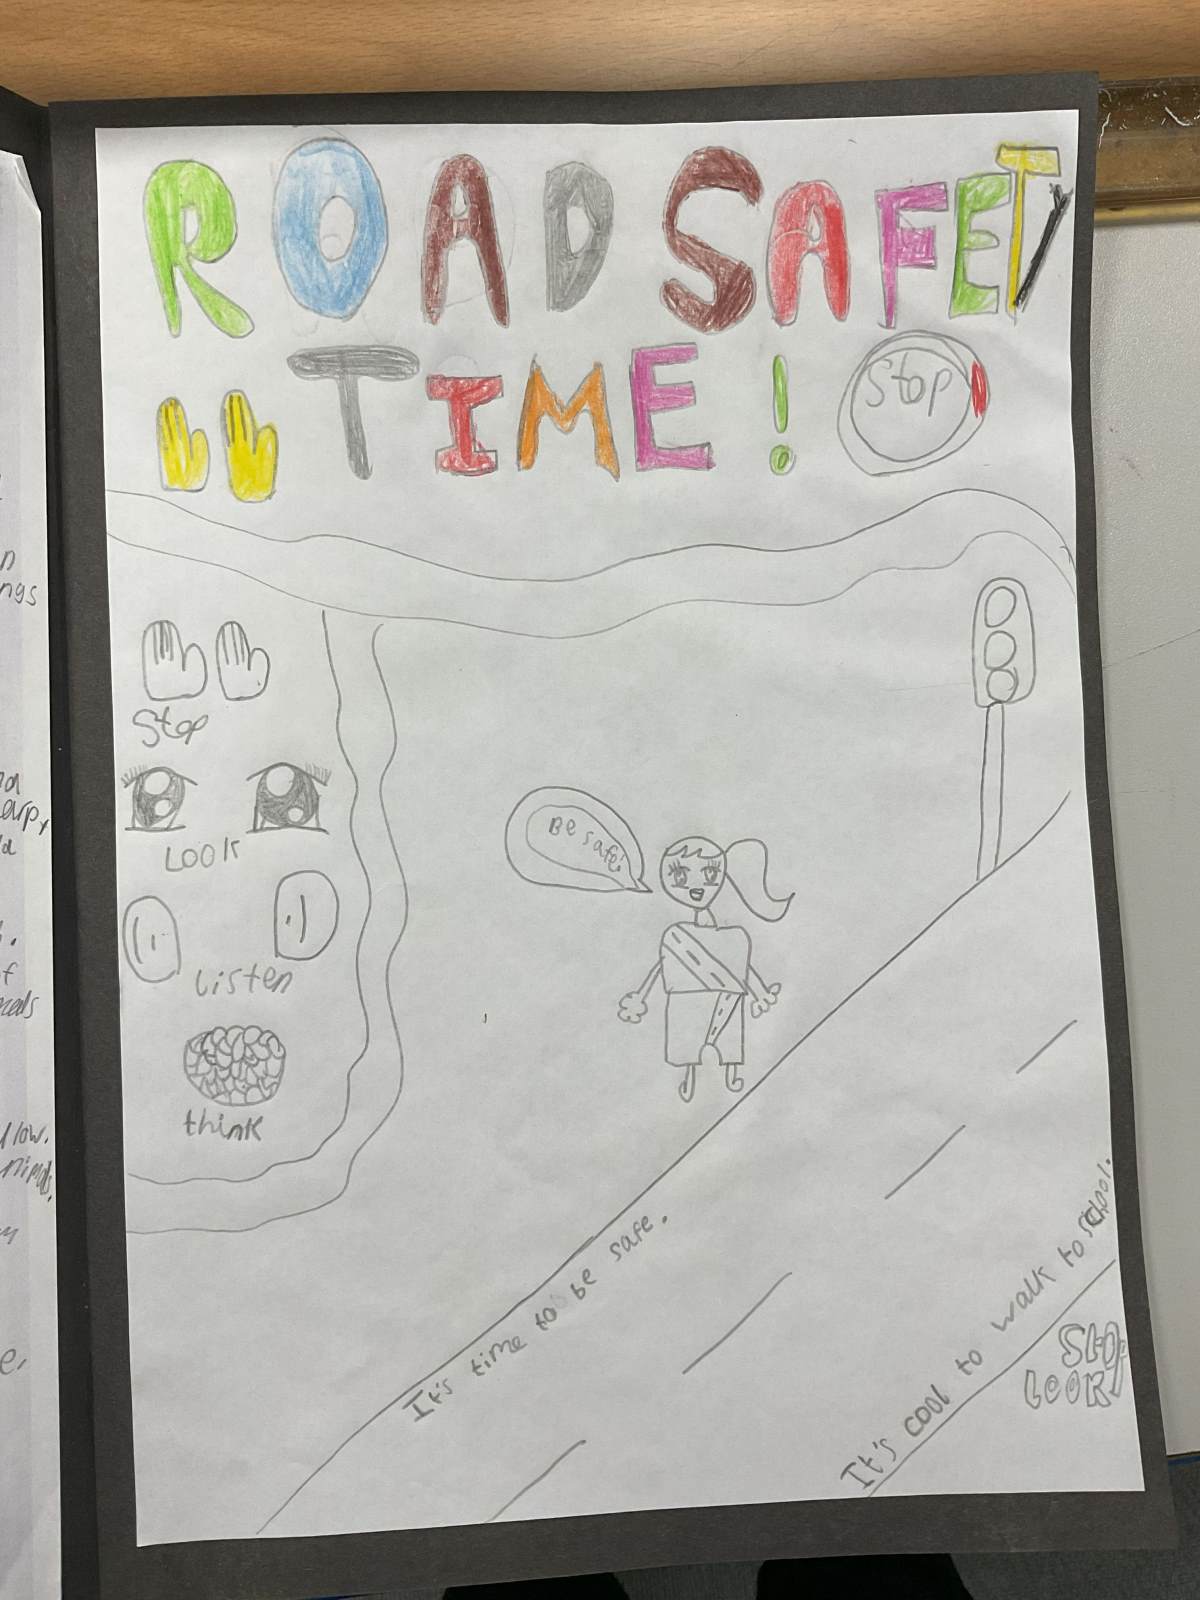 ROAD SAFETY
TIME!
Stop
Stop
LOOK
Listen
think
Be safe!
It's time to be safe.
It's cool to walk to school.
Stop
LOOK